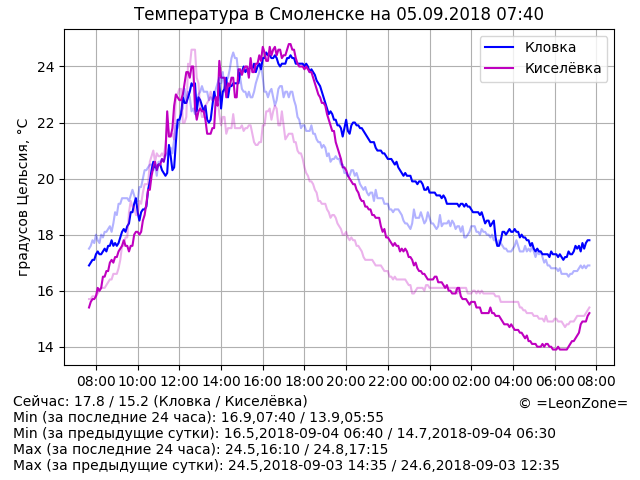 Температура в Смоленске на 05.09.2018 07:40
градусов Цельсия, °C
24
22
20
18
16
14
Кловка
Киселёвка
08:00 10:00 12:00 14:00 16:00 18:00 20:00 22:00 00:00 02:00 04:00 06:00 08:00
Сейчас: 17.8 / 15.2 (Кловка / Киселёвка)
© =LeonZone=
Min (за последние 24 часа): 16.9,07:40 / 13.9,05:55
Min (за предыдущие сутки): 16.5,2018-09-04 06:40 / 14.7,2018-09-04 06:30
Max (за последние 24 часа): 24.5,16:10 / 24.8,17:15
Max (за предыдущие сутки): 24.5,2018-09-03 14:35 / 24.6,2018-09-03 12:35